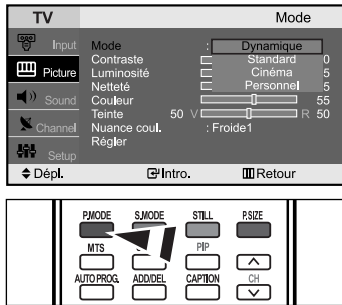 TV Mode
Input
Picture
Sound
Channel
Setup
Mode : Dynamique
Contraste Standard 0
Luminosité Cinéma 5
Netteté Personnel 5
Couleur 55
Teinte 50 V R 50
Nuance coul. : Froide1
Régler
Dépl. Intro. Retour
P.MODE S.MODE STILL P.SIZE
MTS PIP
AUTO PROG. ADD/DEL CAPTION CH